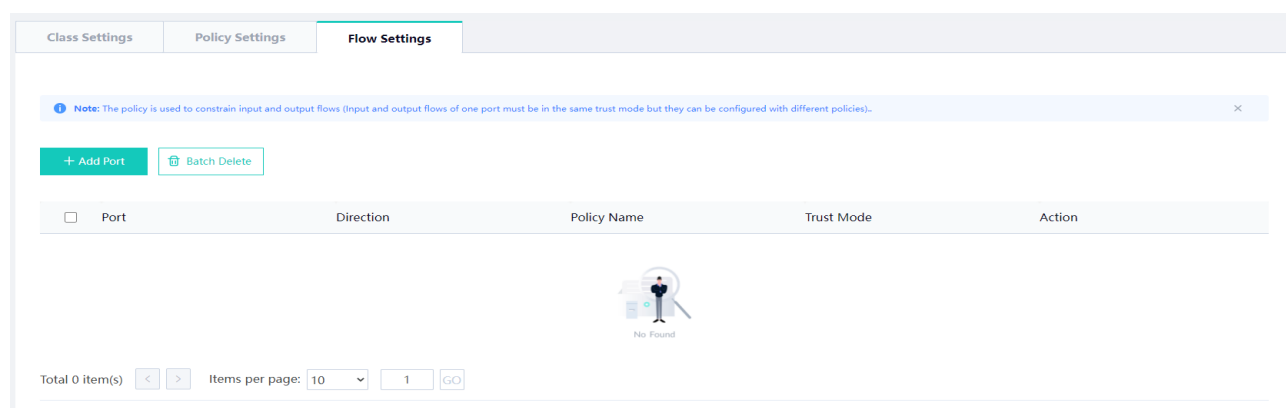 Class Settings Policy Settings Flow Settings
Note: The policy is used to constrain input and output flows (Input and output flows of one port must be in the same trust mode but they can be configured with different policies)..
+ Add Port Batch Delete
Port Direction Policy Name Trust Mode Action
No Found
Total 0 item(s) < > Items per page: 10 1 GO